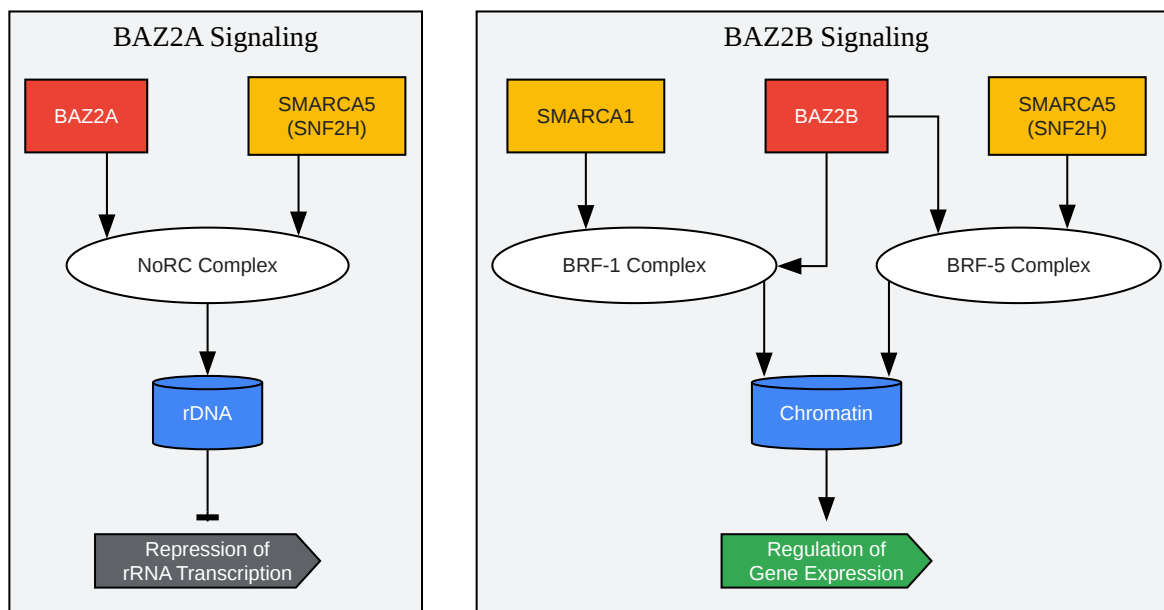 BAZ2A Signaling
BAZ2A
SMARCA5
(SNF2H)
NoRC Complex
rDNA
Repression of
rRNA Transcription
BAZ2B Signaling
SMARCA1
BAZ2B
SMARCA5
(SNF2H)
BRF-1 Complex
BRF-5 Complex
Chromatin
Regulation of
Gene Expression